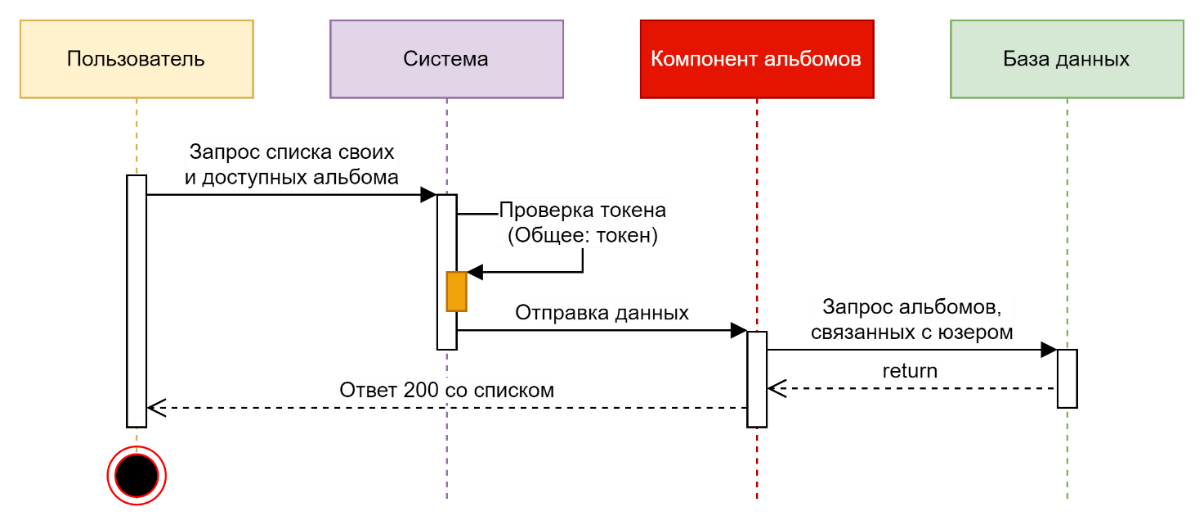 Пользователь
Система
Компонент альбомов
База данных
Запрос списка своих
и доступных альбома
Проверка токена
(Общее: токен)
Отправка данных
Запрос альбомов,
связанных с юзером
return
Ответ 200 со списком